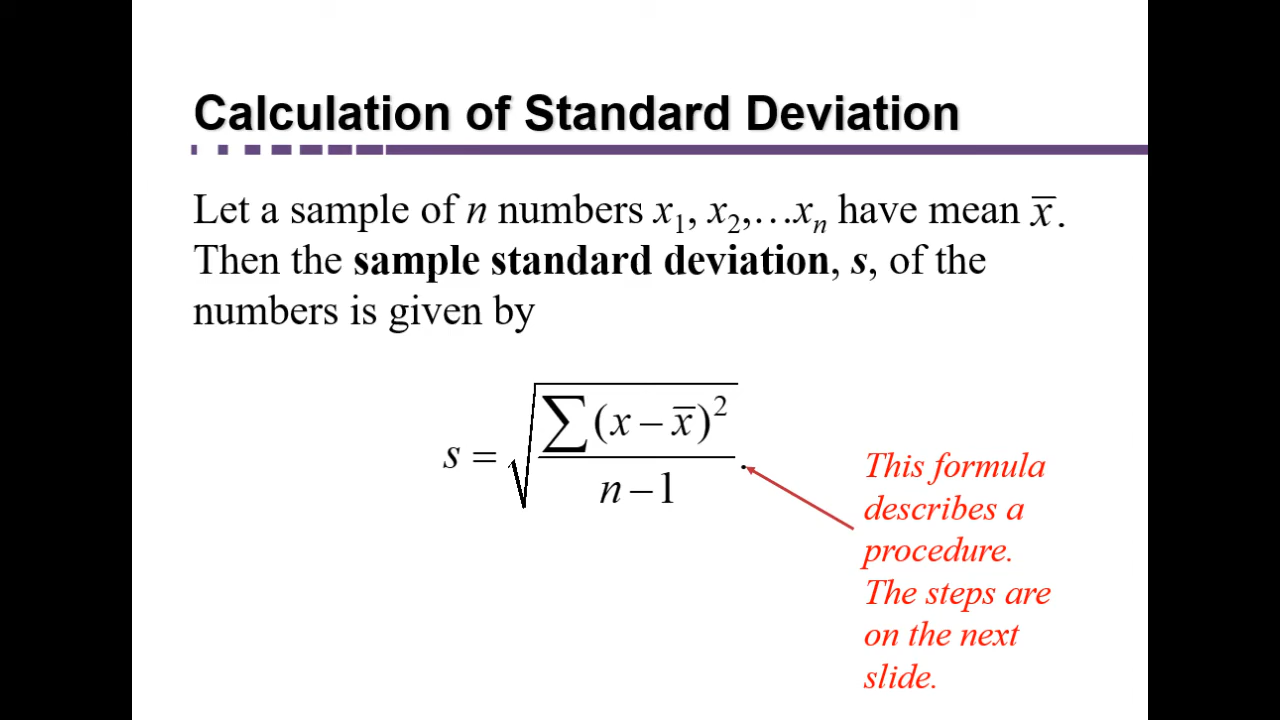 Calculation of Standard Deviation
Let a sample of n numbers x₁, x₂,…xₙ have mean x̅.
Then the sample standard deviation, s, of the
numbers is given by
s = √(∑(x – x̅)² / (n – 1)).
This formula
describes a
procedure.
The steps are
on the next
slide.